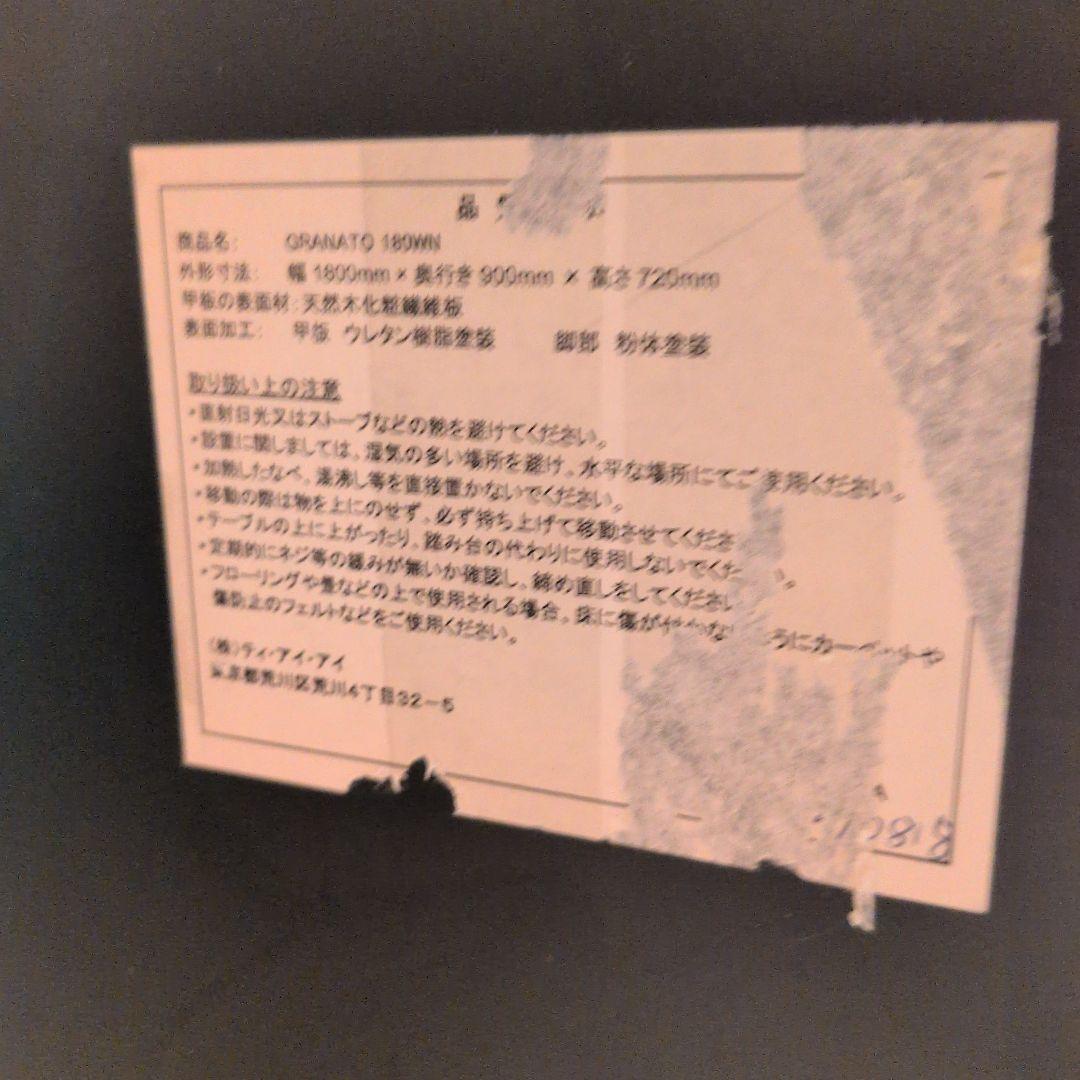 品
商品名： GRANATO 180WN
外形寸法： 幅 1800mm × 奥行き 900mm × 高さ 720mm
甲板の表面材：天然木化粧繊維板
表面加工： 甲板 ウレタン樹脂塗装 脚部 粉体塗装
取り扱い上の注意
・直射日光又はストーブなどの熱を避けてください。
・設置に関しましては、湿気の多い場所を避け、水平な場所にてご使用ください。
・加熱したなべ、湯沸し等を直接置かないでください。
・移動の際は物を上にのせず、必ず持ち上げて移動させてくださ
・テーブルの上に上がったり、踏み台の代わりに使用しないでくだ 。
・定期的にネジ等の緩みが無いか確認し、締め直しをしてくださ
・フローリングや畳などの上で使用される場合、床に傷が うにカーペットや
傷防止のフェルトなどをご使用ください。
(株)ティ・アイ・アイ
東京都荒川区荒川4丁目32－5